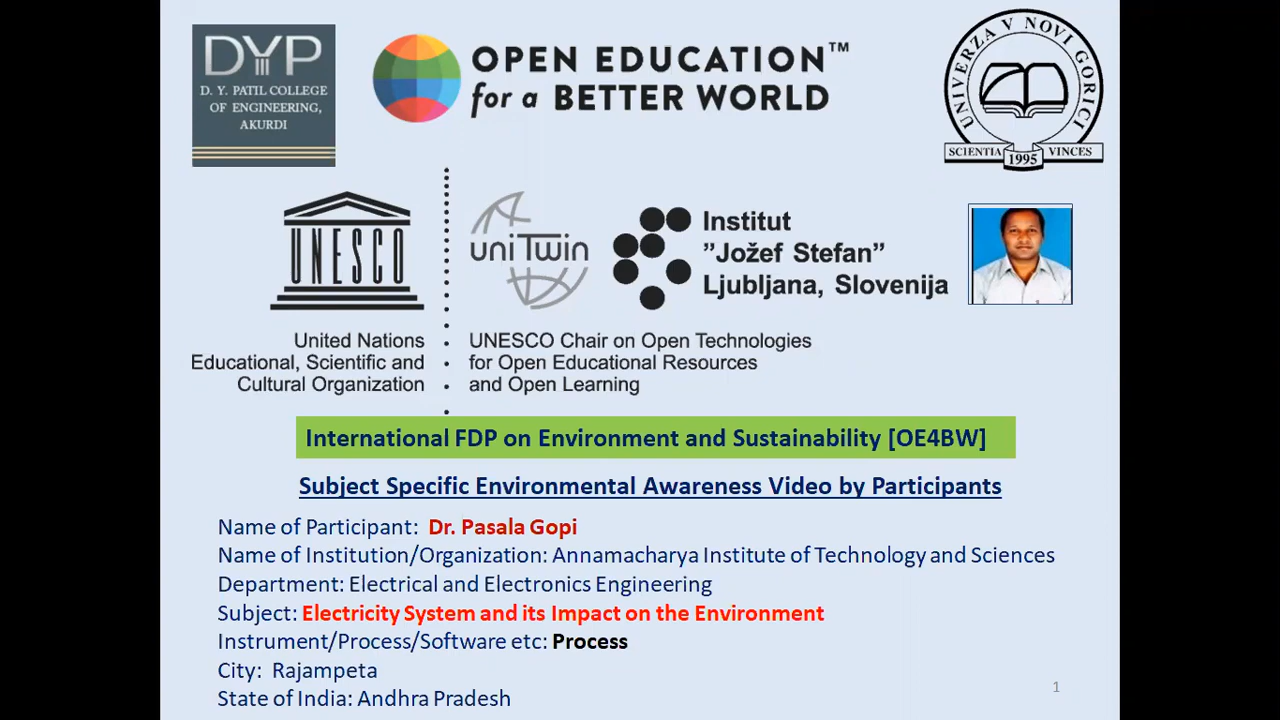 DYP
D. Y. PATIL COLLEGE
OF ENGINEERING,
AKURDI
OPEN EDUCATION™
for a BETTER WORLD
UNIVERZA V NOVI GORICI
SCIENTIA 1995 VINCES
UNESCO
uniTwin
Institut
”Jožef Stefan”
Ljubljana, Slovenija
United Nations
Educational, Scientific and
Cultural Organization
UNESCO Chair on Open Technologies
for Open Educational Resources
and Open Learning
International FDP on Environment and Sustainability [OE4BW]
Subject Specific Environmental Awareness Video by Participants
Name of Participant: Dr. Pasala Gopi
Name of Institution/Organization: Annamacharya Institute of Technology and Sciences
Department: Electrical and Electronics Engineering
Subject: Electricity System and its Impact on the Environment
Instrument/Process/Software etc: Process
City: Rajampeta
State of India: Andhra Pradesh
1